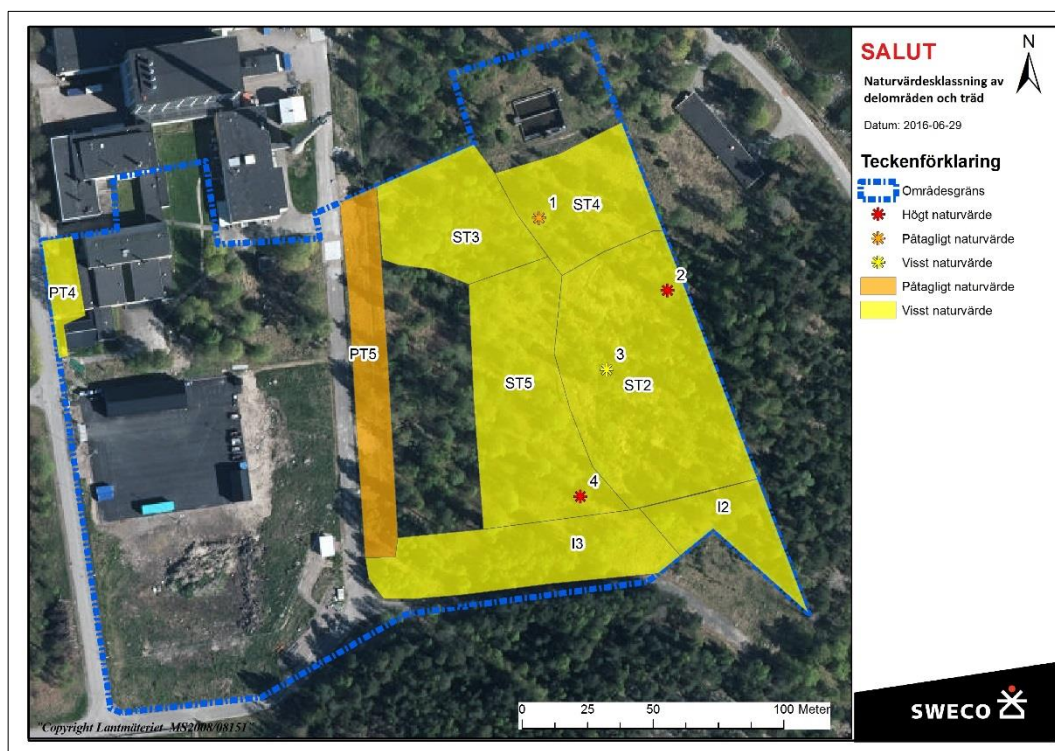 SALUT
N
Naturvärdesklassning av
delområden och träd
Datum: 2016-06-29
Teckenförklaring
Områdesgräns
Högt naturvärde
Påtagligt naturvärde
Visst naturvärde
Påtagligt naturvärde
Visst naturvärde
1
ST4
ST3
2
PT4
3
PT5
ST5
ST2
4
I2
I3
0 50 100 Meter
"Copyright Lantmäteriet MS2008/08151"
SWECO